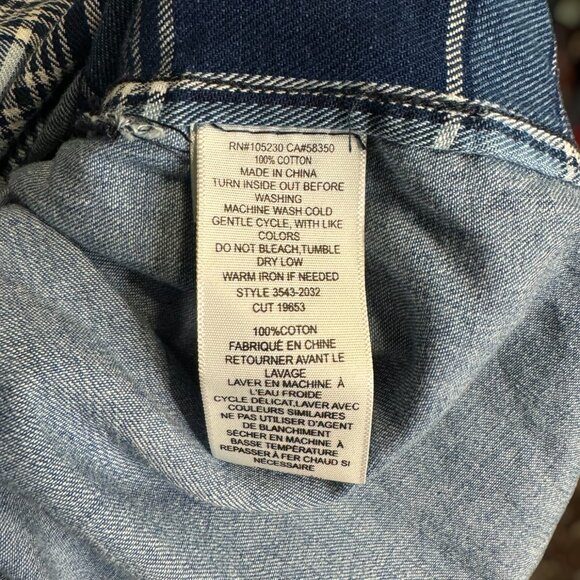 RN#105230 CA#58350
100% COTTON
MADE IN CHINA
TURN INSIDE OUT BEFORE
WASHING
MACHINE WASH COLD
GENTLE CYCLE, WITH LIKE
COLORS
DO NOT BLEACH,TUMBLE
DRY LOW
WARM IRON IF NEEDED
STYLE 3543-2032
CUT 19653
100%COTON
FABRIQUÉ EN CHINE
RETOURNER AVANT LE
LAVAGE
LAVER EN MACHINE À
L'EAU FROIDE
CYCLE DÉLICAT,LAVER AVEC
COULEURS SIMILAIRES
NE PAS UTILISER D'AGENT
DE BLANCHIMENT
SÉCHER EN MACHINE À
BASSE TEMPÉRATURE
REPASSER À FER CHAUD SI
NÉCESSAIRE